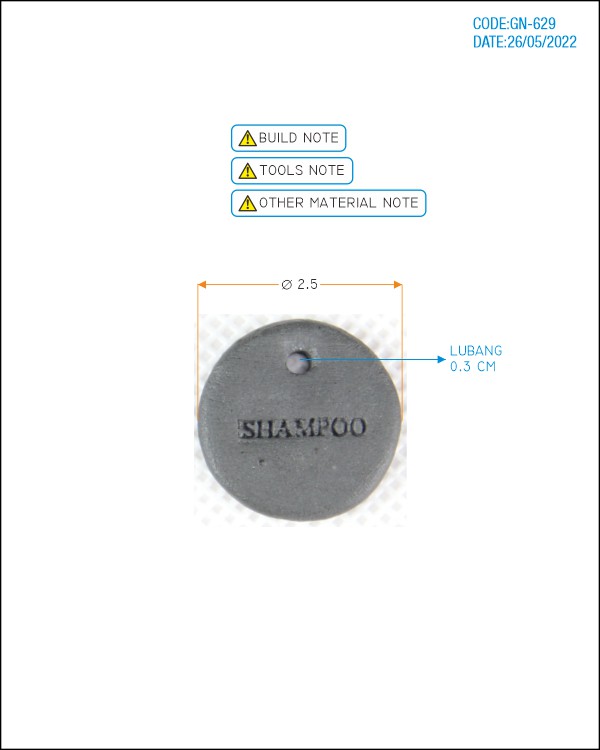 CODE:GN-629
DATE:26/05/2022
BUILD NOTE
TOOLS NOTE
OTHER MATERIAL NOTE
Ø 2.5
LUBANG
0.3 CM
SHAMPOO